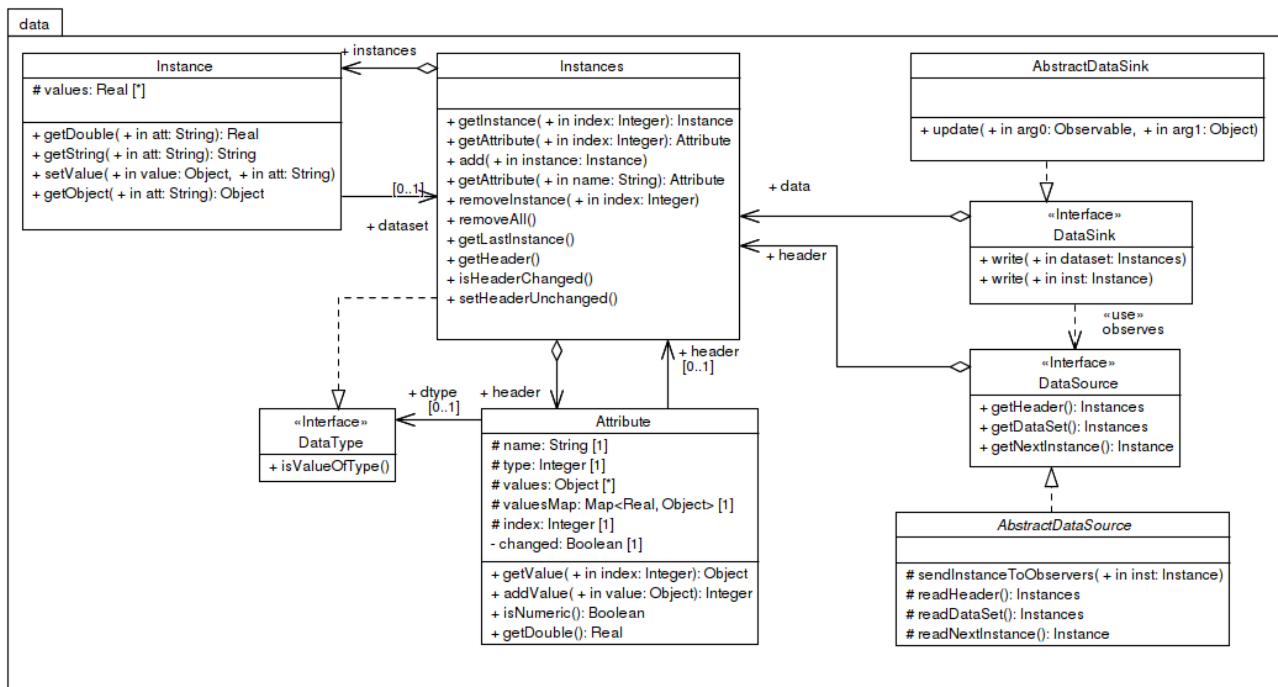 data
+ instances
Instance
# values: Real [*]
+ getDouble( + in att: String): Real
+ getString( + in att: String): String
+ setValue( + in value: Object, + in att: String)
+ getObject( + in att: String): Object
Instances
+ getInstance( + in index: Integer): Instance
+ getAttribute( + in index: Integer): Attribute
+ add( + in instance: Instance)
+ getAttribute( + in name: String): Attribute
+ removeInstance( + in index: Integer)
+ removeAll()
+ getLastInstance()
+ getHeader()
+ isHeaderChanged()
+ setHeaderUnchanged()
[0..1]
+ dataset
AbstractDataSink
+ update( + in arg0: Observable, + in arg1: Object)
+ data
+ header
«Interface»
DataSink
+ write( + in dataset: Instances)
+ write( + in inst: Instance)
«use»
observes
«Interface»
DataSource
+ getHeader(): Instances
+ getDataSet(): Instances
+ getNextInstance(): Instance
+ header
[0..1]
+ dtype
[0..1]
+ header
«Interface»
DataType
+ isValueOfType()
Attribute
# name: String [1]
# type: Integer [1]
# values: Object [*]
# valuesMap: Map<Real, Object> [1]
# index: Integer [1]
- changed: Boolean [1]
+ getValue( + in index: Integer): Object
+ addValue( + in value: Object): Integer
+ isNumeric(): Boolean
+ getDouble(): Real
AbstractDataSource
# sendInstanceToObservers( + in inst: Instance)
# readHeader(): Instances
# readDataSet(): Instances
# readNextInstance(): Instance